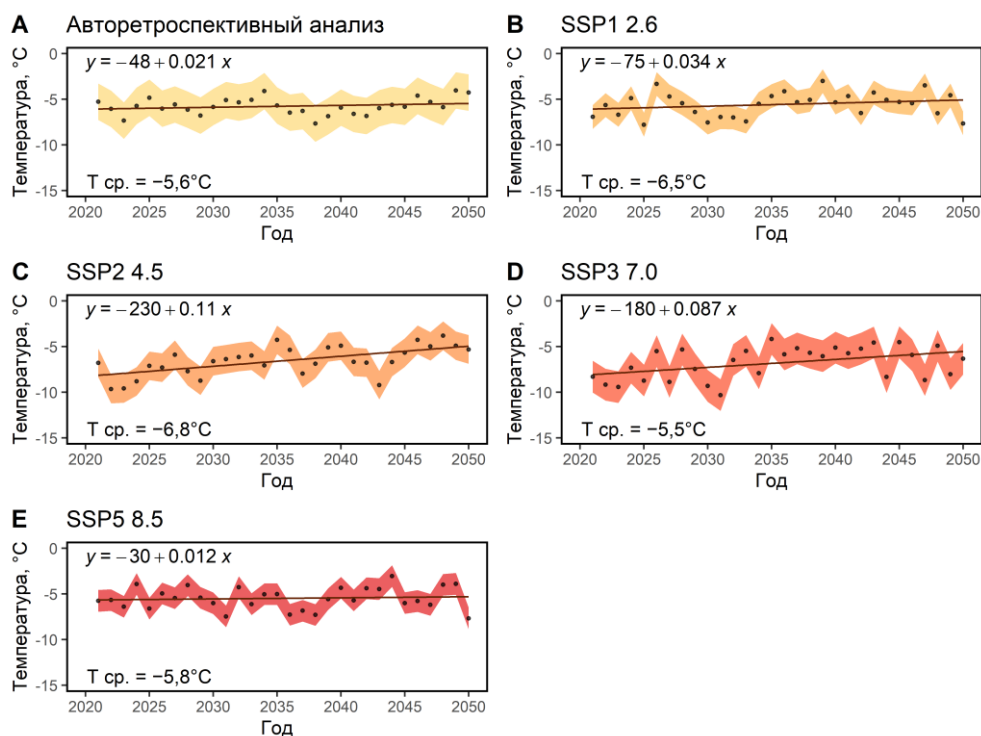 A Авторетроспективный анализ
Температура, °C
0
-5
-10
-15
y = −48 + 0.021 x
T ср. = −5,6°C
2020 2025 2030 2035 2040 2045 2050
Год
B SSP1 2.6
Температура, °C
0
-5
-10
-15
y = −75 + 0.034 x
T ср. = −6,5°C
2020 2025 2030 2035 2040 2045 2050
Год
C SSP2 4.5
Температура, °C
0
-5
-10
-15
y = −230 + 0.11 x
T ср. = −6,8°C
2020 2025 2030 2035 2040 2045 2050
Год
D SSP3 7.0
Температура, °C
0
-5
-10
-15
y = −180 + 0.087 x
T ср. = −5,5°C
2020 2025 2030 2035 2040 2045 2050
Год
E SSP5 8.5
Температура, °C
0
-5
-10
-15
y = −30 + 0.012 x
T ср. = −5,8°C
2020 2025 2030 2035 2040 2045 2050
Год